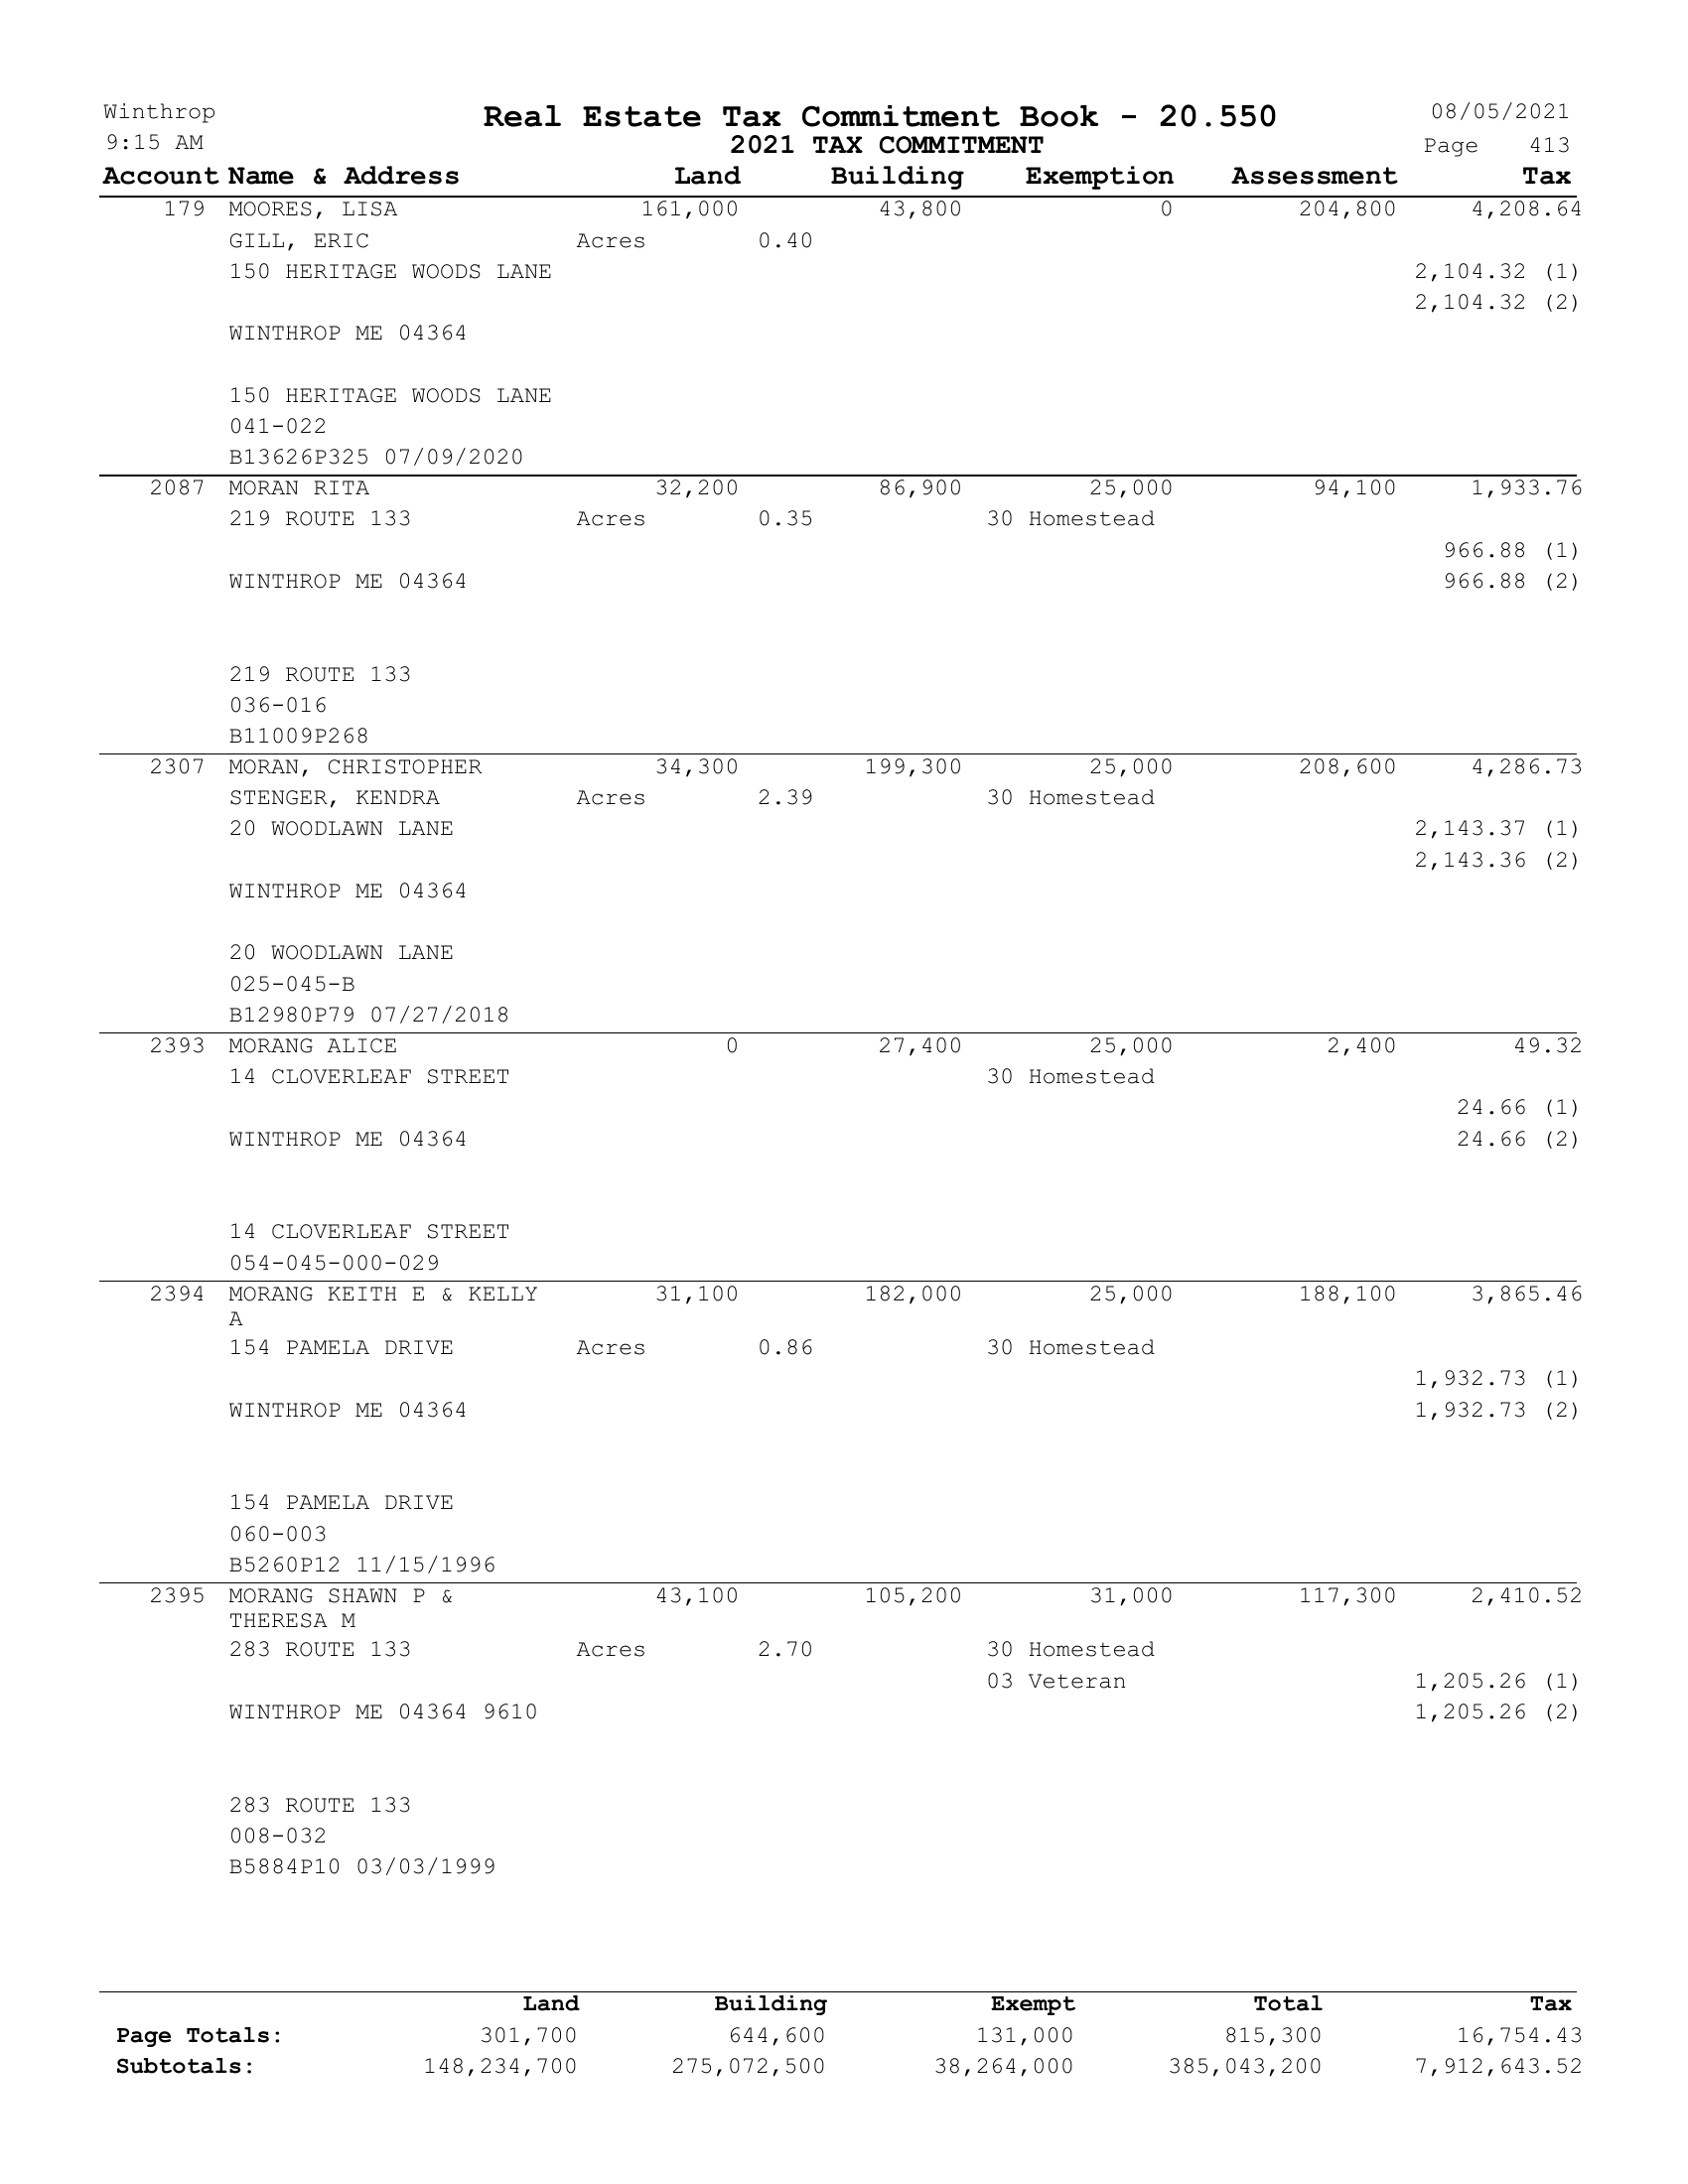 Winthrop Real Estate Tax Commitment Book - 20.550 08/05/2021
9:15 AM 2021 TAX COMMITMENT Page 413
Account Name & Address Land Building Exemption Assessment Tax
179 MOORES, LISA 161,000 43,800 0 204,800 4,208.64
GILL, ERIC Acres 0.40
150 HERITAGE WOODS LANE 2,104.32 (1)
2,104.32 (2)
WINTHROP ME 04364
150 HERITAGE WOODS LANE
041-022
B13626P325 07/09/2020
2087 MORAN RITA 32,200 86,900 25,000 94,100 1,933.76
219 ROUTE 133 Acres 0.35 30 Homestead
966.88 (1)
WINTHROP ME 04364 966.88 (2)
219 ROUTE 133
036-016
B11009P268
2307 MORAN, CHRISTOPHER 34,300 199,300 25,000 208,600 4,286.73
STENGER, KENDRA Acres 2.39 30 Homestead
20 WOODLAWN LANE 2,143.37 (1)
2,143.36 (2)
WINTHROP ME 04364
20 WOODLAWN LANE
025-045-B
B12980P79 07/27/2018
2393 MORANG ALICE 0 27,400 25,000 2,400 49.32
14 CLOVERLEAF STREET 30 Homestead
24.66 (1)
WINTHROP ME 04364 24.66 (2)
14 CLOVERLEAF STREET
054-045-000-029
2394 MORANG KEITH E & KELLY 31,100 182,000 25,000 188,100 3,865.46
A
154 PAMELA DRIVE Acres 0.86 30 Homestead
1,932.73 (1)
WINTHROP ME 04364 1,932.73 (2)
154 PAMELA DRIVE
060-003
B5260P12 11/15/1996
2395 MORANG SHAWN P & 43,100 105,200 31,000 117,300 2,410.52
THERESA M
283 ROUTE 133 Acres 2.70 30 Homestead
03 Veteran 1,205.26 (1)
WINTHROP ME 04364 9610 1,205.26 (2)
283 ROUTE 133
008-032
B5884P10 03/03/1999
Land Building Exempt Total Tax
Page Totals: 301,700 644,600 131,000 815,300 16,754.43
Subtotals: 148,234,700 275,072,500 38,264,000 385,043,200 7,912,643.52